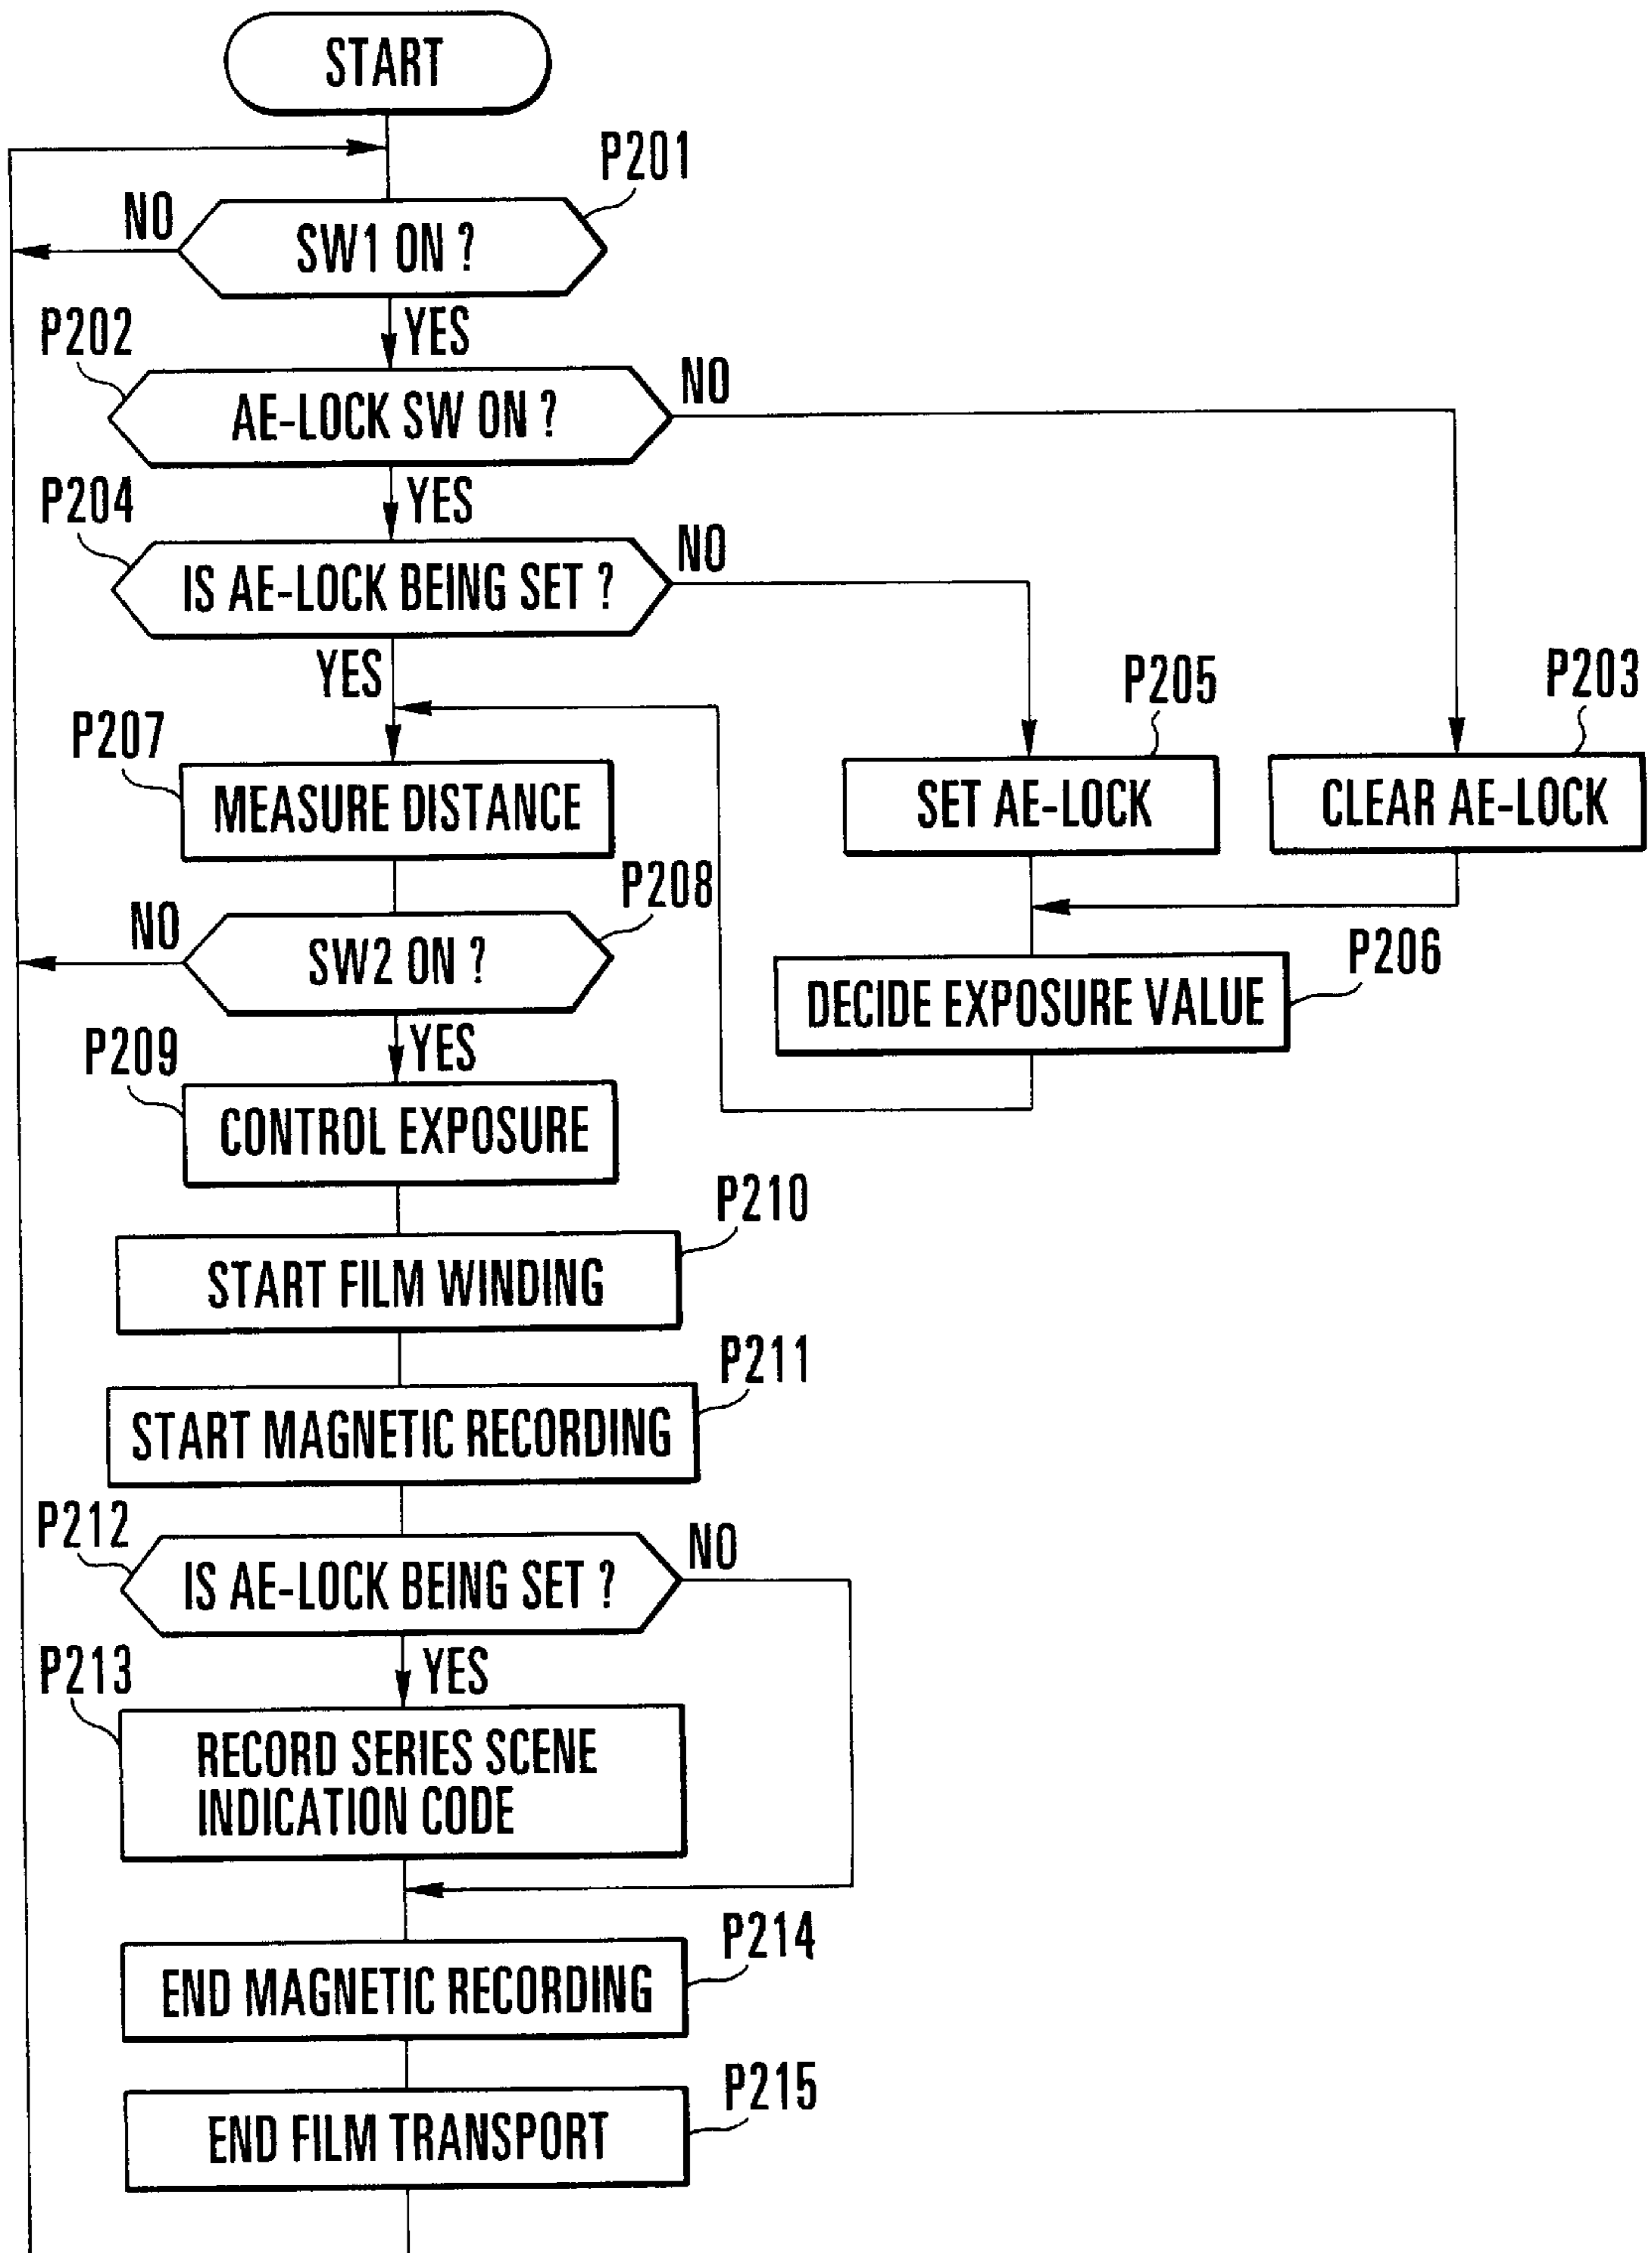 START
P201
NO
SW1 ON ?
YES
P202
NO
AE-LOCK SW ON ?
YES
P204
NO
IS AE-LOCK BEING SET ?
YES
P205
P203
P207
MEASURE DISTANCE
SET AE-LOCK
CLEAR AE-LOCK
P208
NO
SW2 ON ?
P206
DECIDE EXPOSURE VALUE
YES
P209
CONTROL EXPOSURE
P210
START FILM WINDING
P211
START MAGNETIC RECORDING
P212
NO
IS AE-LOCK BEING SET ?
YES
P213
RECORD SERIES SCENE
INDICATION CODE
P214
END MAGNETIC RECORDING
P215
END FILM TRANSPORT